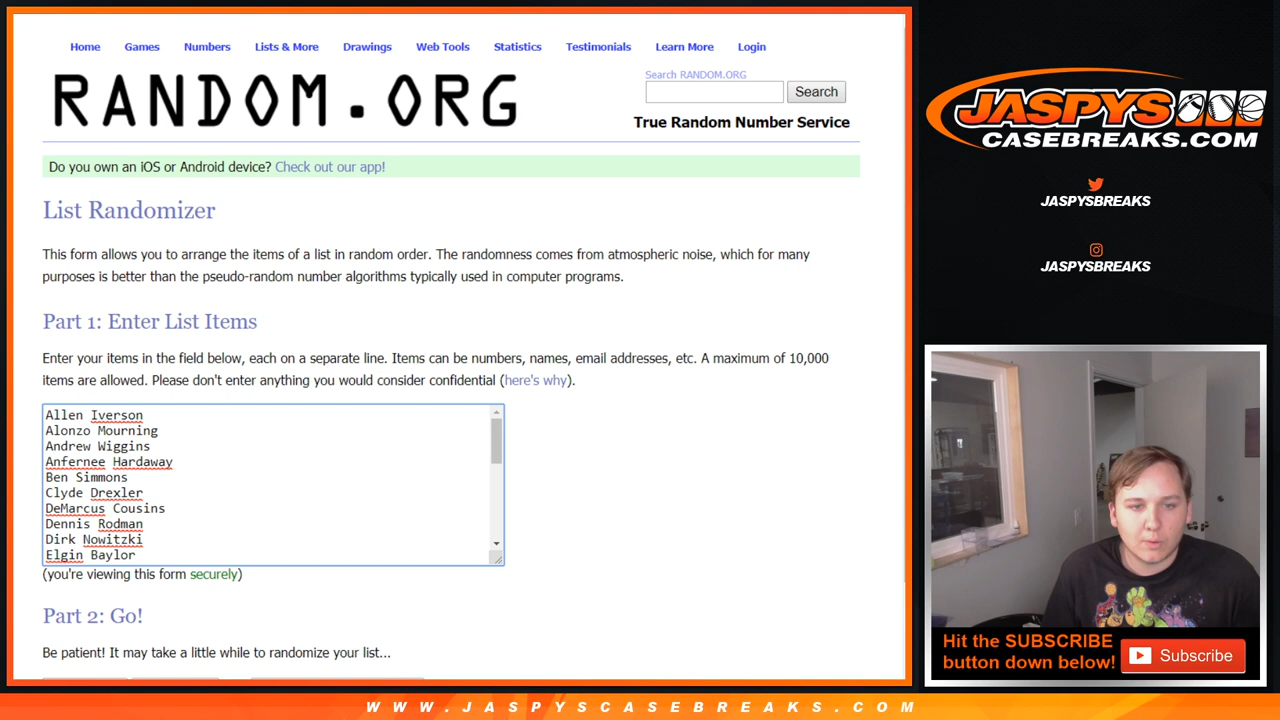 Home Games Numbers Lists & More Drawings Web Tools Statistics Testimonials Learn More Login
RANDOM.ORG
Search RANDOM.ORG
Search
True Random Number Service
Do you own an iOS or Android device? Check out our app!
List Randomizer
This form allows you to arrange the items of a list in random order. The randomness comes from atmospheric noise, which for many
purposes is better than the pseudo-random number algorithms typically used in computer programs.
Part 1: Enter List Items
Enter your items in the field below, each on a separate line. Items can be numbers, names, email addresses, etc. A maximum of 10,000
items are allowed. Please don't enter anything you would consider confidential (here's why).
Allen Iverson
Alonzo Mourning
Andrew Wiggins
Anfernee Hardaway
Ben Simmons
Clyde Drexler
DeMarcus Cousins
Dennis Rodman
Dirk Nowitzki
Elgin Baylor
(you're viewing this form securely)
Part 2: Go!
Be patient! It may take a little while to randomize your list...
JASPYS
CASEBREAKS.COM
JASPYSBREAKS
JASPYSBREAKS
Hit the SUBSCRIBE
button down below!
Subscribe
WWW.JASPYSCASEBREAKS.COM